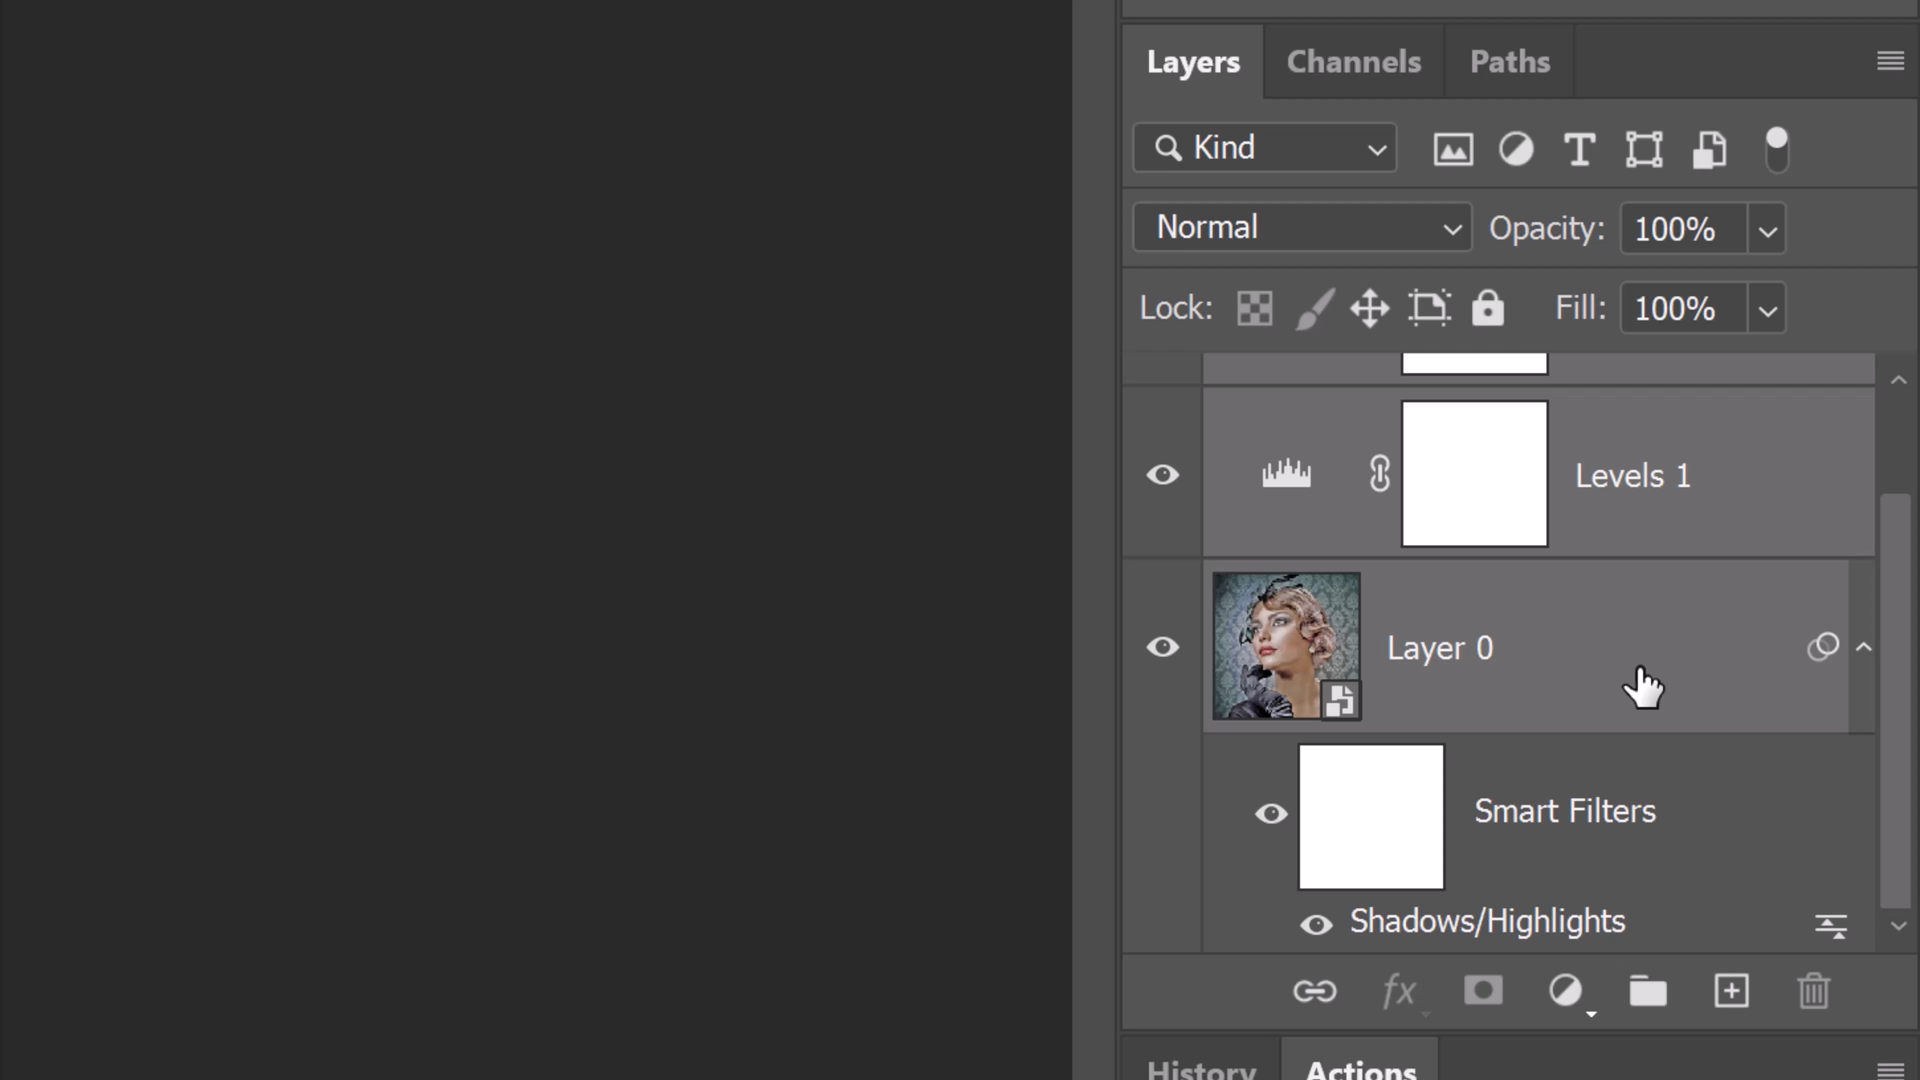 Layers Channels Paths
Kind
Normal Opacity: 100%
Lock: Fill: 100%
Levels 1
Layer 0
Smart Filters
Shadows/Highlights
fx
History Actions